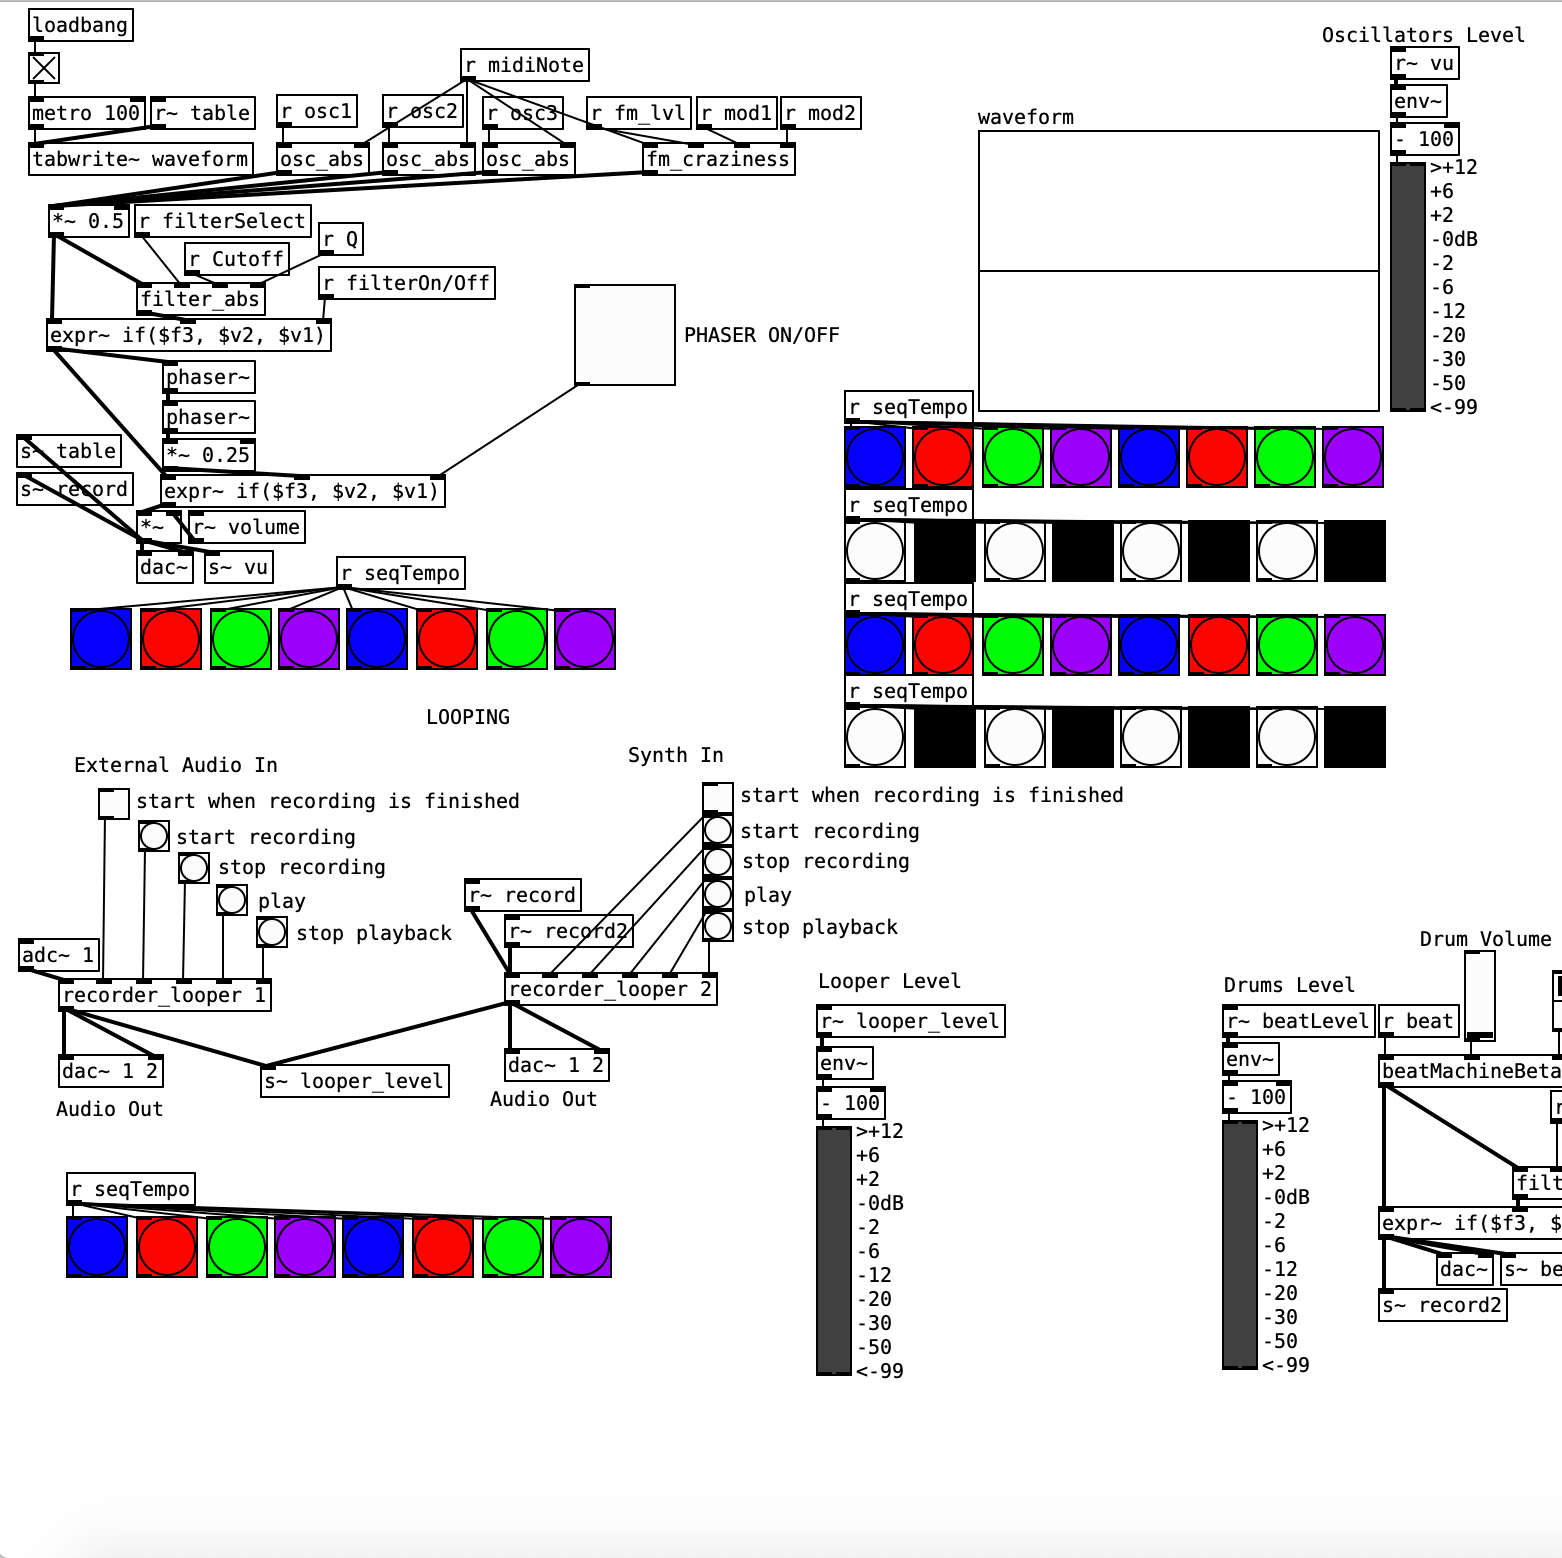 loadbang
Oscillators Level
r midiNote
r~ vu
metro 100
r~ table
r osc1
r osc2
r osc3
r fm_lvl
r mod1
r mod2
env~
waveform
- 100
tabwrite~ waveform
osc_abs
osc_abs
osc_abs
fm_craziness
>+12
+6
+2
-0dB
-2
-6
-12
-20
-30
-50
<-99
*~ 0.5
r filterSelect
r Q
r Cutoff
r filterOn/Off
filter_abs
expr~ if($f3, $v2, $v1)
PHASER ON/OFF
phaser~
phaser~
s~ table
*~ 0.25
s~ record
expr~ if($f3, $v2, $v1)
*~
r~ volume
dac~
s~ vu
r seqTempo
r seqTempo
r seqTempo
r seqTempo
r seqTempo
LOOPING
External Audio In
start when recording is finished
start recording
stop recording
play
stop playback
adc~ 1
recorder_looper 1
dac~ 1 2
Audio Out
s~ looper_level
Synth In
start when recording is finished
start recording
stop recording
play
stop playback
r~ record
r~ record2
recorder_looper 2
dac~ 1 2
Audio Out
r seqTempo
Looper Level
r~ looper_level
env~
- 100
>+12
+6
+2
-0dB
-2
-6
-12
-20
-30
-50
<-99
Drums Level
r~ beatLevel
env~
- 100
>+12
+6
+2
-0dB
-2
-6
-12
-20
-30
-50
<-99
Drum Volume
r beat
beatMachineBeta
r
filt
expr~ if($f3, $
dac~
s~ be
s~ record2